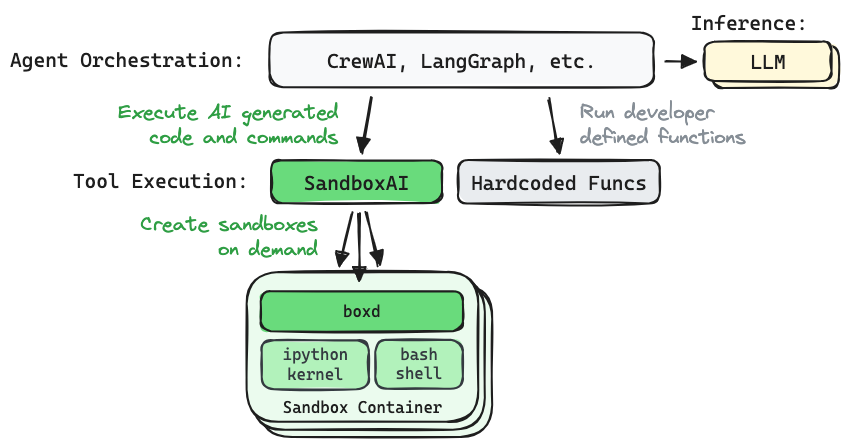 Inference:
Agent Orchestration:
CrewAI, LangGraph, etc.
LLM
Execute AI generated
code and commands
Run developer
defined functions
Tool Execution:
SandboxAI
Hardcoded Funcs
Create sandboxes
on demand
boxd
ipython
kernel
bash
shell
Sandbox Container